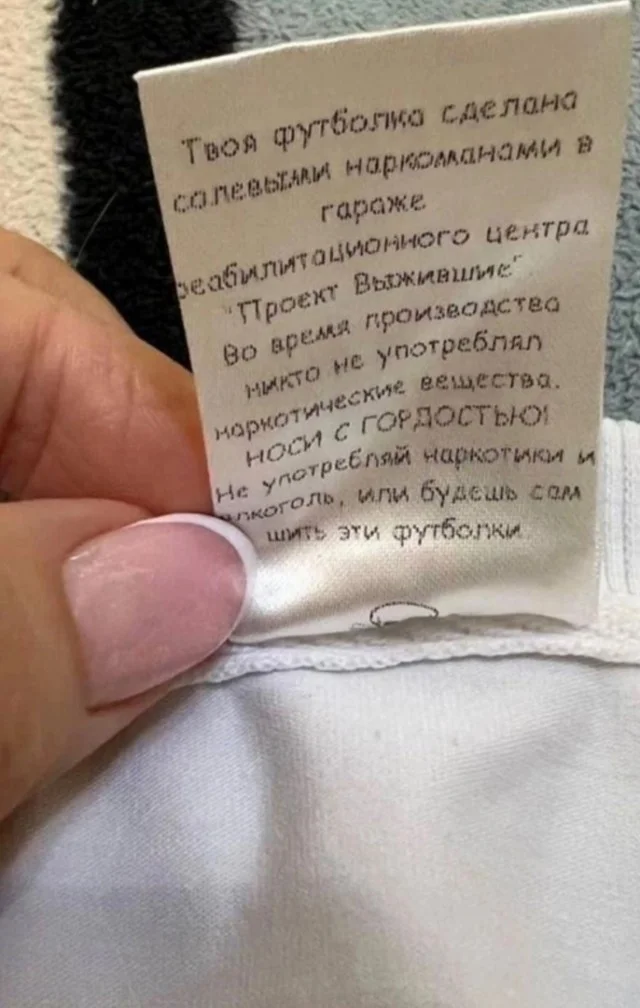 Твоя футболка сделана
солевыми наркоманами в
гараже
реабилитационного центра
"Проект Выжившие"
Во время производства
никто не употреблял
наркотические вещества.
НОСИ С ГОРДОСТЬЮ!
Не употребляй наркотики и
алкоголь, или будешь сам
шить эти футболки